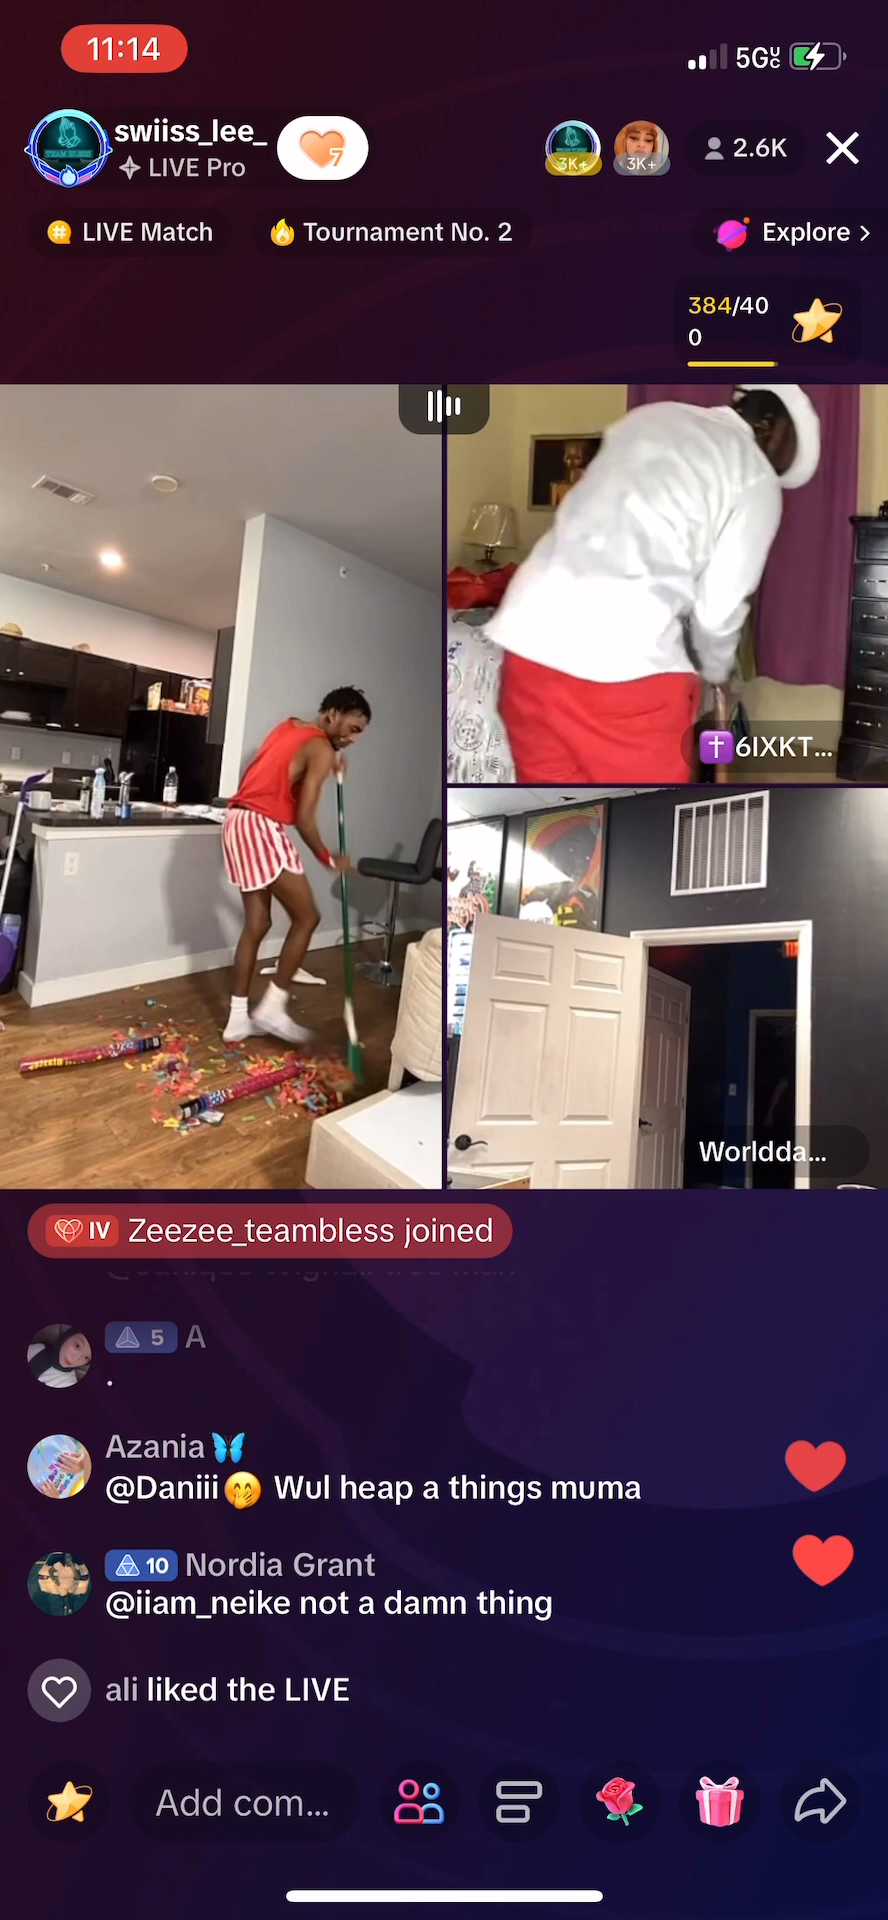 11:14
5GUC
swiiss_lee_
7
LIVE Pro
3K+
3K+
2.6K
LIVE Match
Tournament No. 2
Explore >
384/40
0
✝️6IXKT...
Worldda...
IV Zeezee_teambless joined
5 A
.
Azania🦋
@Daniii🤭 Wul heap a things muma
10 Nordia Grant
@iiam_neike not a damn thing
ali liked the LIVE
Add com...